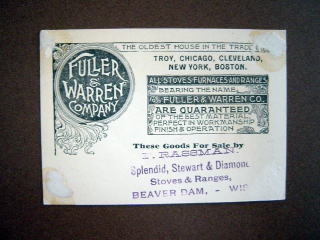 THE OLDEST HOUSE IN THE TRADE
TROY, CHICAGO, CLEVELAND,
NEW YORK, BOSTON.
FULLER
&
WARREN
COMPANY
ALL STOVES FURNACES AND RANGES
BEARING THE NAME,
FULLER & WARREN CO.
ARE GUARANTEED
OF THE BEST MATERIAL,
PERFECT IN WORKMANSHIP
FINISH & OPERATION
These Goods For Sale by
I. RASSMAN.
Splendid, Stewart & Diamond
Stoves & Ranges,
BEAVER DAM, - WIS